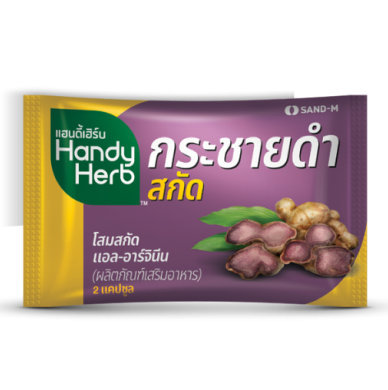 แฮนดี้เฮิร์บ
Handy
Herb
TM
SAND-M
กระชายดำ
สกัด
โสมสกัด
แอล-อาร์จินีน
(ผลิตภัณฑ์เสริมอาหาร)
2 แคปซูล